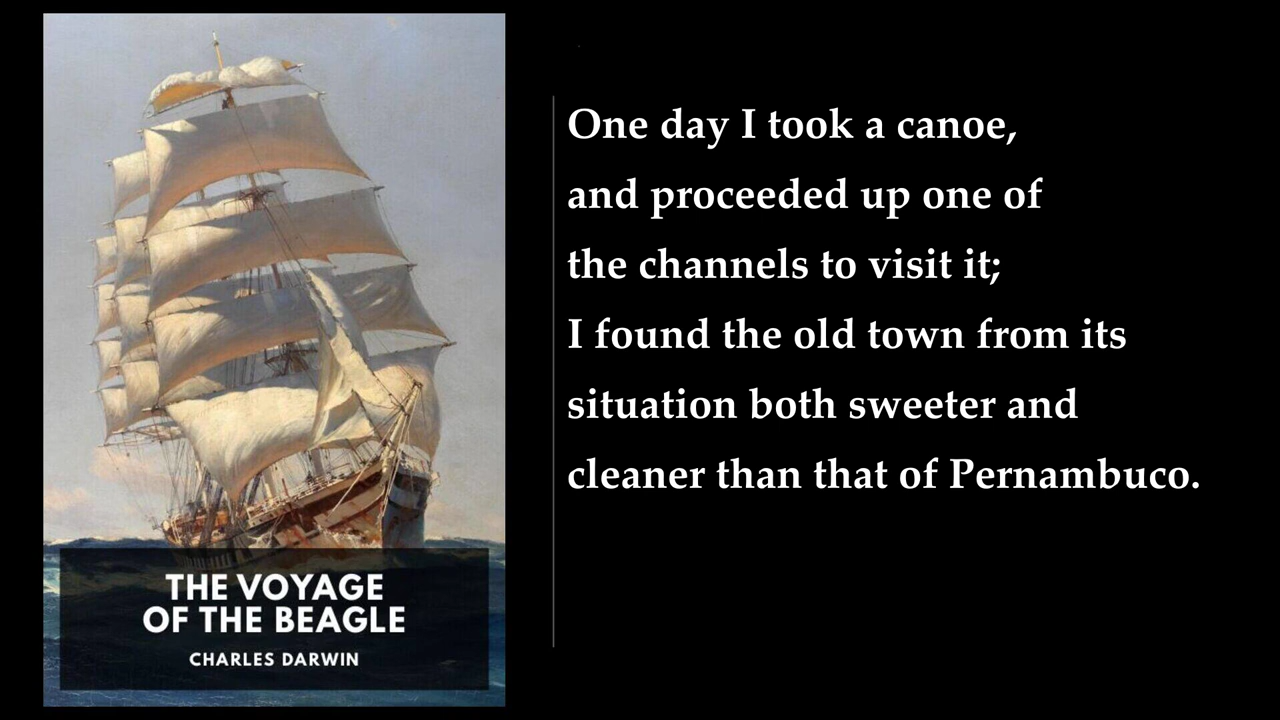 One day I took a canoe,
and proceeded up one of
the channels to visit it;
I found the old town from its
situation both sweeter and
cleaner than that of Pernambuco.
THE VOYAGE
OF THE BEAGLE
CHARLES DARWIN